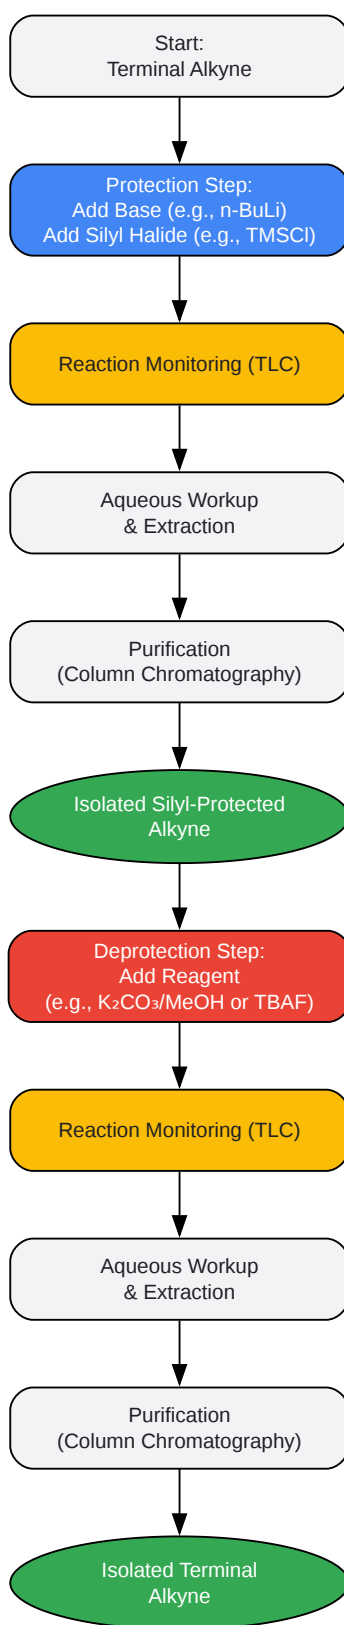 Start:
Terminal Alkyne
Protection Step:
Add Base (e.g., n-BuLi)
Add Silyl Halide (e.g., TMSCl)
Reaction Monitoring (TLC)
Aqueous Workup
& Extraction
Purification
(Column Chromatography)
Isolated Silyl-Protected
Alkyne
Deprotection Step:
Add Reagent
(e.g., K₂CO₃/MeOH or TBAF)
Reaction Monitoring (TLC)
Aqueous Workup
& Extraction
Purification
(Column Chromatography)
Isolated Terminal
Alkyne